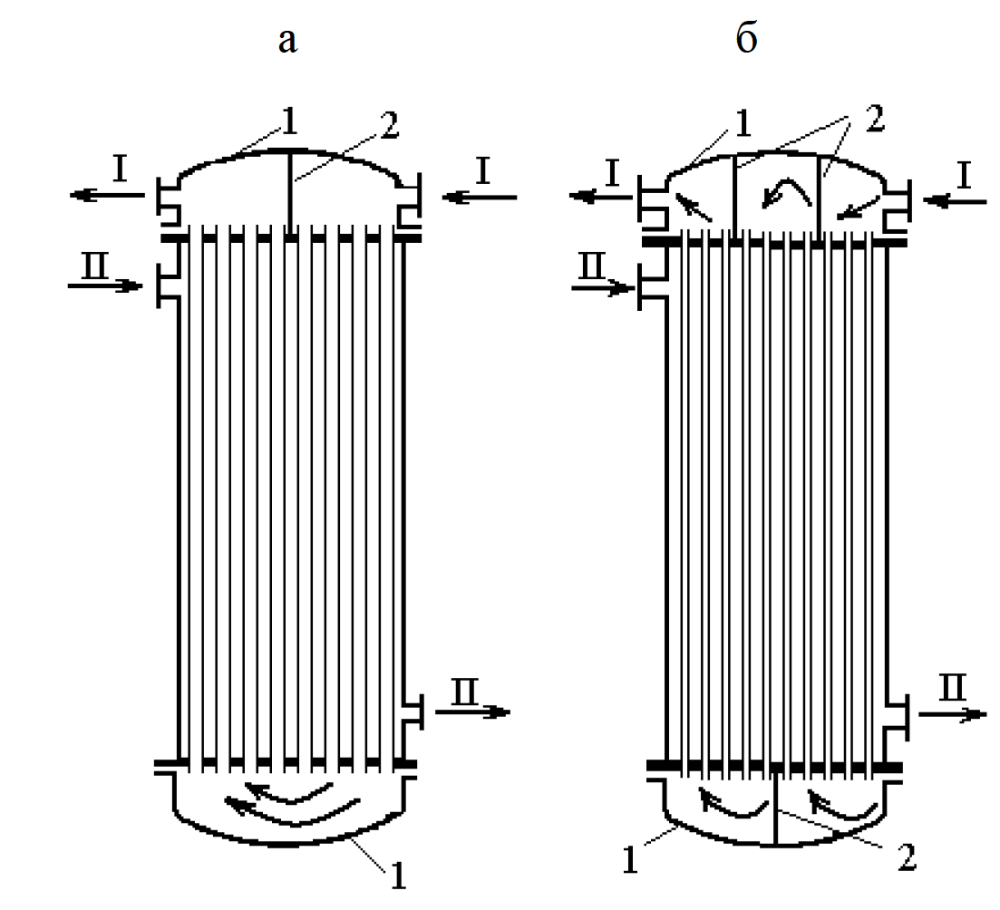 а б
1 2 1 2
I I I I
II II
II II
1 1 2